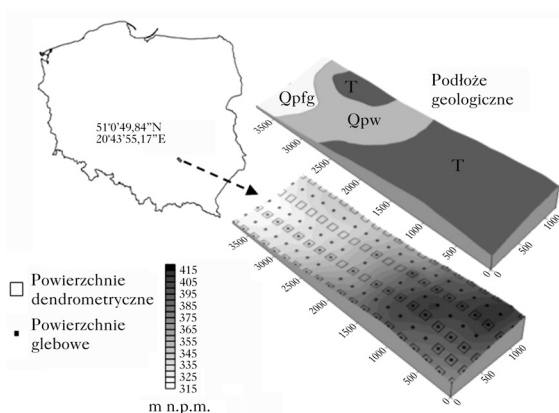 51°0'49,84"N
20°43'55,17"E
Podłoże
geologiczne
Qpfg
T
Qpw
T
3500
3000
2500
2000
1500
1000
500
0
0
500
1000
Powierzchnie
dendrometryczne
Powierzchnie
glebowe
415
405
395
385
375
365
355
345
335
325
315
m n.p.m.
3500
3000
2500
2000
1500
1000
500
0
0
500
1000